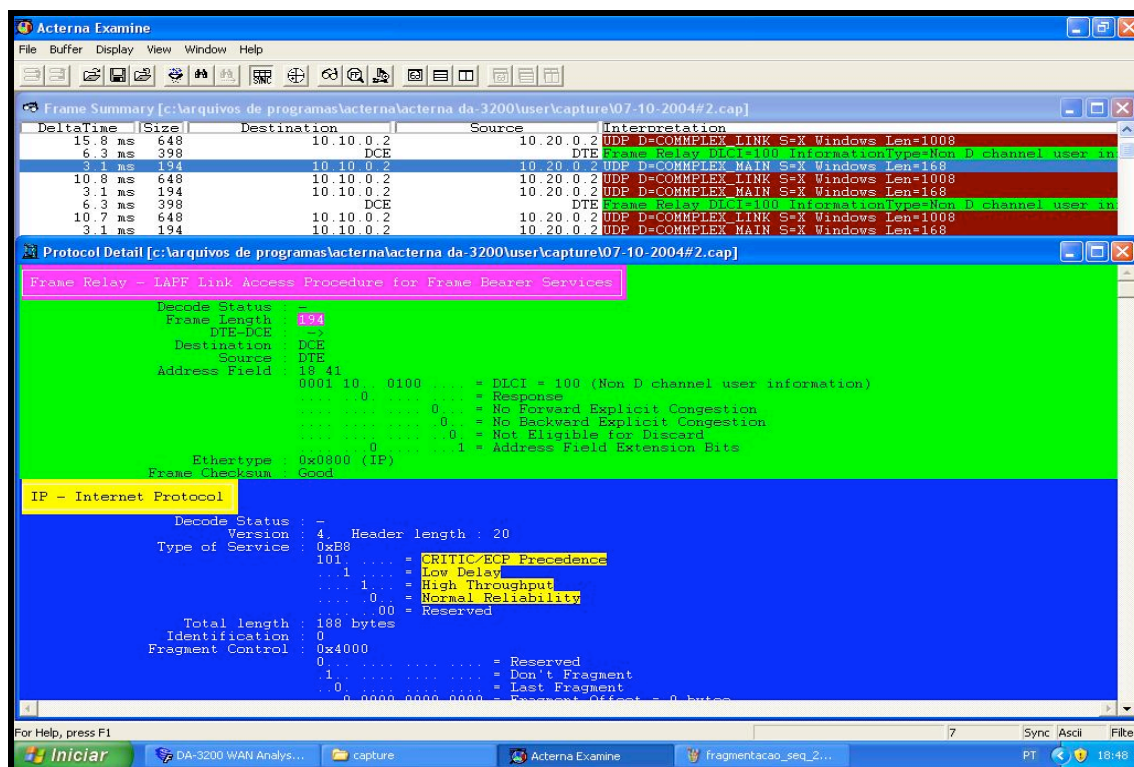 Acterna Examine
File Buffer Display View Window Help
Frame Summary [c:\arquivos de programas\acterna\acterna da-3200\user\capture\07-10-2004#2.cap]
DeltaTime Size Destination Source Interpretation
15.8 ms 648 10.10.0.2 10.20.0.2 UDP D=COMMPLEX_LINK S=X Windows Len=1008
6.3 ms 398 DCE DTE Frame Relay DLCI=100 InformationType=Non D channel user in
3.1 ms 194 10.10.0.2 10.20.0.2 UDP D=COMMPLEX_MAIN S=X Windows Len=168
10.8 ms 648 10.10.0.2 10.20.0.2 UDP D=COMMPLEX_LINK S=X Windows Len=1008
3.1 ms 194 10.10.0.2 10.20.0.2 UDP D=COMMPLEX_MAIN S=X Windows Len=168
6.3 ms 398 DCE DTE Frame Relay DLCI=100 InformationType=Non D channel user in
10.7 ms 648 10.10.0.2 10.20.0.2 UDP D=COMMPLEX_LINK S=X Windows Len=1008
3.1 ms 194 10.10.0.2 10.20.0.2 UDP D=COMMPLEX_MAIN S=X Windows Len=168
Protocol Detail [c:\arquivos de programas\acterna\acterna da-3200\user\capture\07-10-2004#2.cap]
Frame Relay - LAPF Link Access Procedure for Frame Bearer Services
Decode Status : -
Frame Length : 194
DTE-DCE : ->
Destination : DCE
Source : DTE
Address Field : 18 41
0001 10.. 0100 .... = DLCI = 100 (Non D channel user information)
.... ..0. .... .... = Response
.... .... .... 0... = No Forward Explicit Congestion
.... .... .... .0.. = No Backward Explicit Congestion
.... .... .... ..0. = Not Eligible for Discard
.... ...0 .... ...1 = Address Field Extension Bits
Ethertype : 0x0800 (IP)
Frame Checksum : Good
IP - Internet Protocol
Decode Status : -
Version : 4, Header length : 20
Type of Service : 0xB8
101. .... = CRITIC/ECP Precedence
...1 .... = Low Delay
.... 1... = High Throughput
.... .0.. = Normal Reliability
.... ..00 = Reserved
Total length : 188 bytes
Identification : 0
Fragment Control : 0x4000
0... .... .... .... = Reserved
.1.. .... .... .... = Don't Fragment
..0. .... .... .... = Last Fragment
...0 0000 0000 0000 = Fragment Offset = 0 bytes
For Help, press F1 7 Sync Ascii Filte
Iniciar DA-3200 WAN Analys... capture Acterna Examine fragmentacao_seq_2... PT 18:48